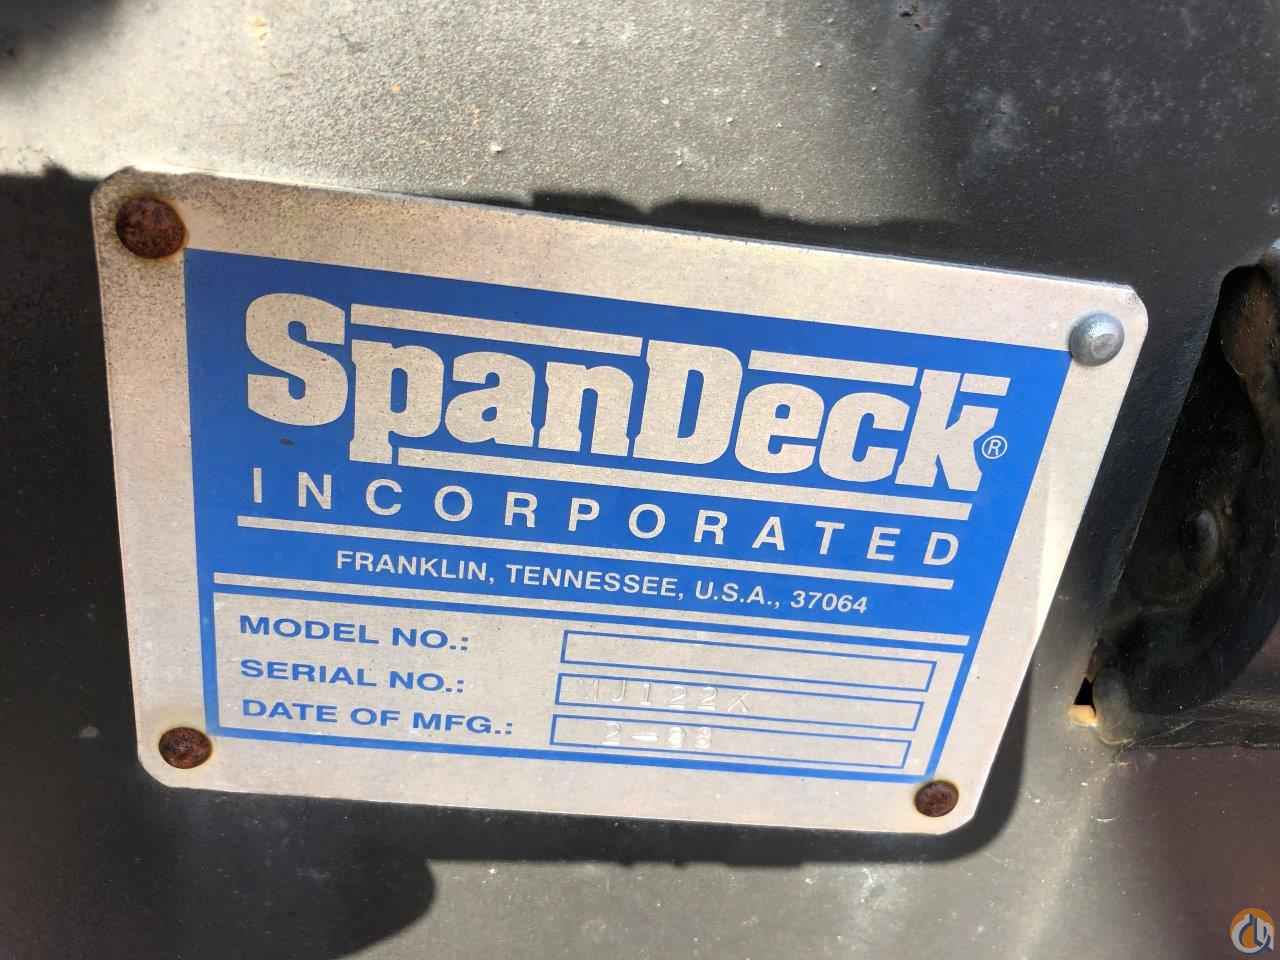 SpanDeck®
INCORPORATED
FRANKLIN, TENNESSEE, U.S.A., 37064
MODEL NO.:
SERIAL NO.:
DATE OF MFG.: